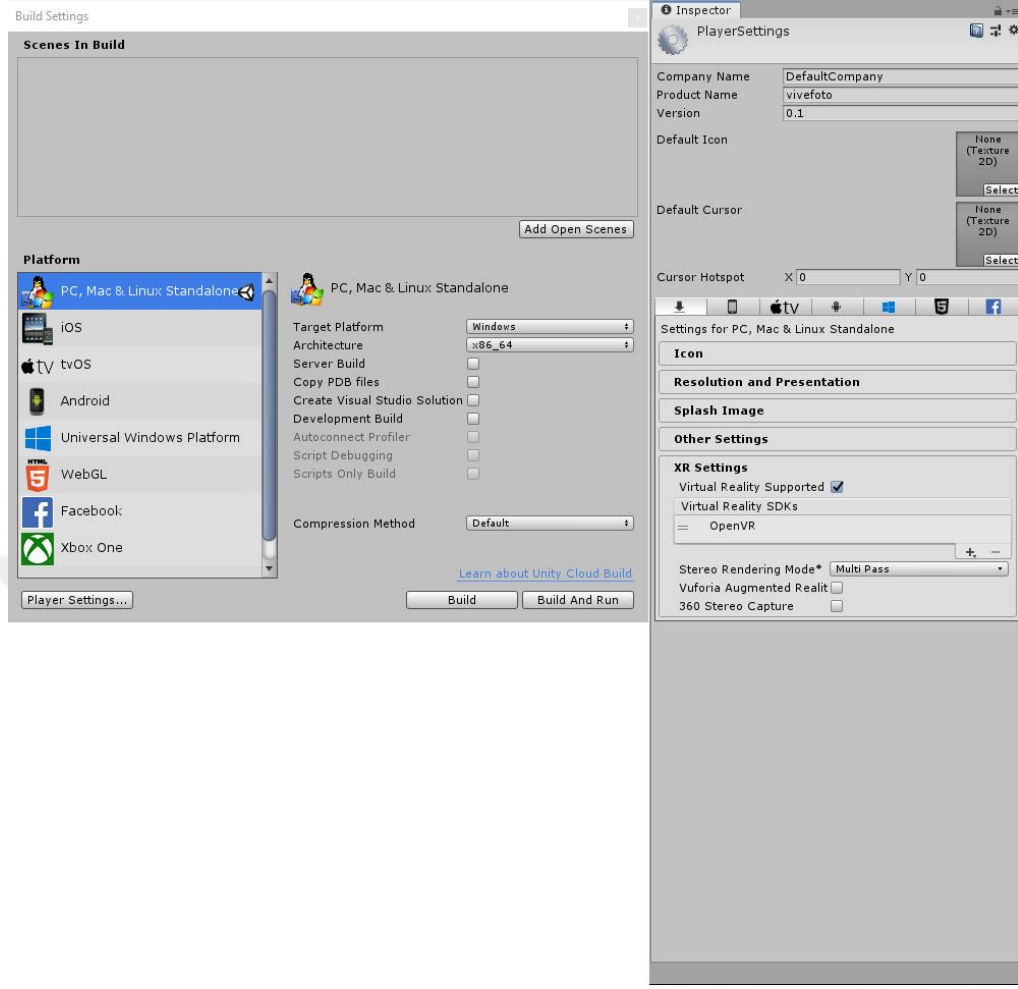 Build Settings
x
Scenes In Build
Add Open Scenes
Platform
PC, Mac & Linux Standalone
iOS
tv tvOS
Android
Universal Windows Platform
HTML
5 WebGL
Facebook
Xbox One
PC, Mac & Linux Standalone
Target Platform Windows
Architecture x86_64
Server Build
Copy PDB files
Create Visual Studio Solution
Development Build
Autoconnect Profiler
Script Debugging
Scripts Only Build
Compression Method Default
Learn about Unity Cloud Build
Player Settings...
Build
Build And Run
Inspector
PlayerSettings
Company Name DefaultCompany
Product Name vivefoto
Version 0.1
Default Icon
None
(Texture
2D)
Select
Default Cursor
None
(Texture
2D)
Select
Cursor Hotspot X 0 Y 0
tv 5 f
Settings for PC, Mac & Linux Standalone
Icon
Resolution and Presentation
Splash Image
Other Settings
XR Settings
Virtual Reality Supported
Virtual Reality SDKs
= OpenVR
+ −
Stereo Rendering Mode* Multi Pass
Vuforia Augmented Realit
360 Stereo Capture